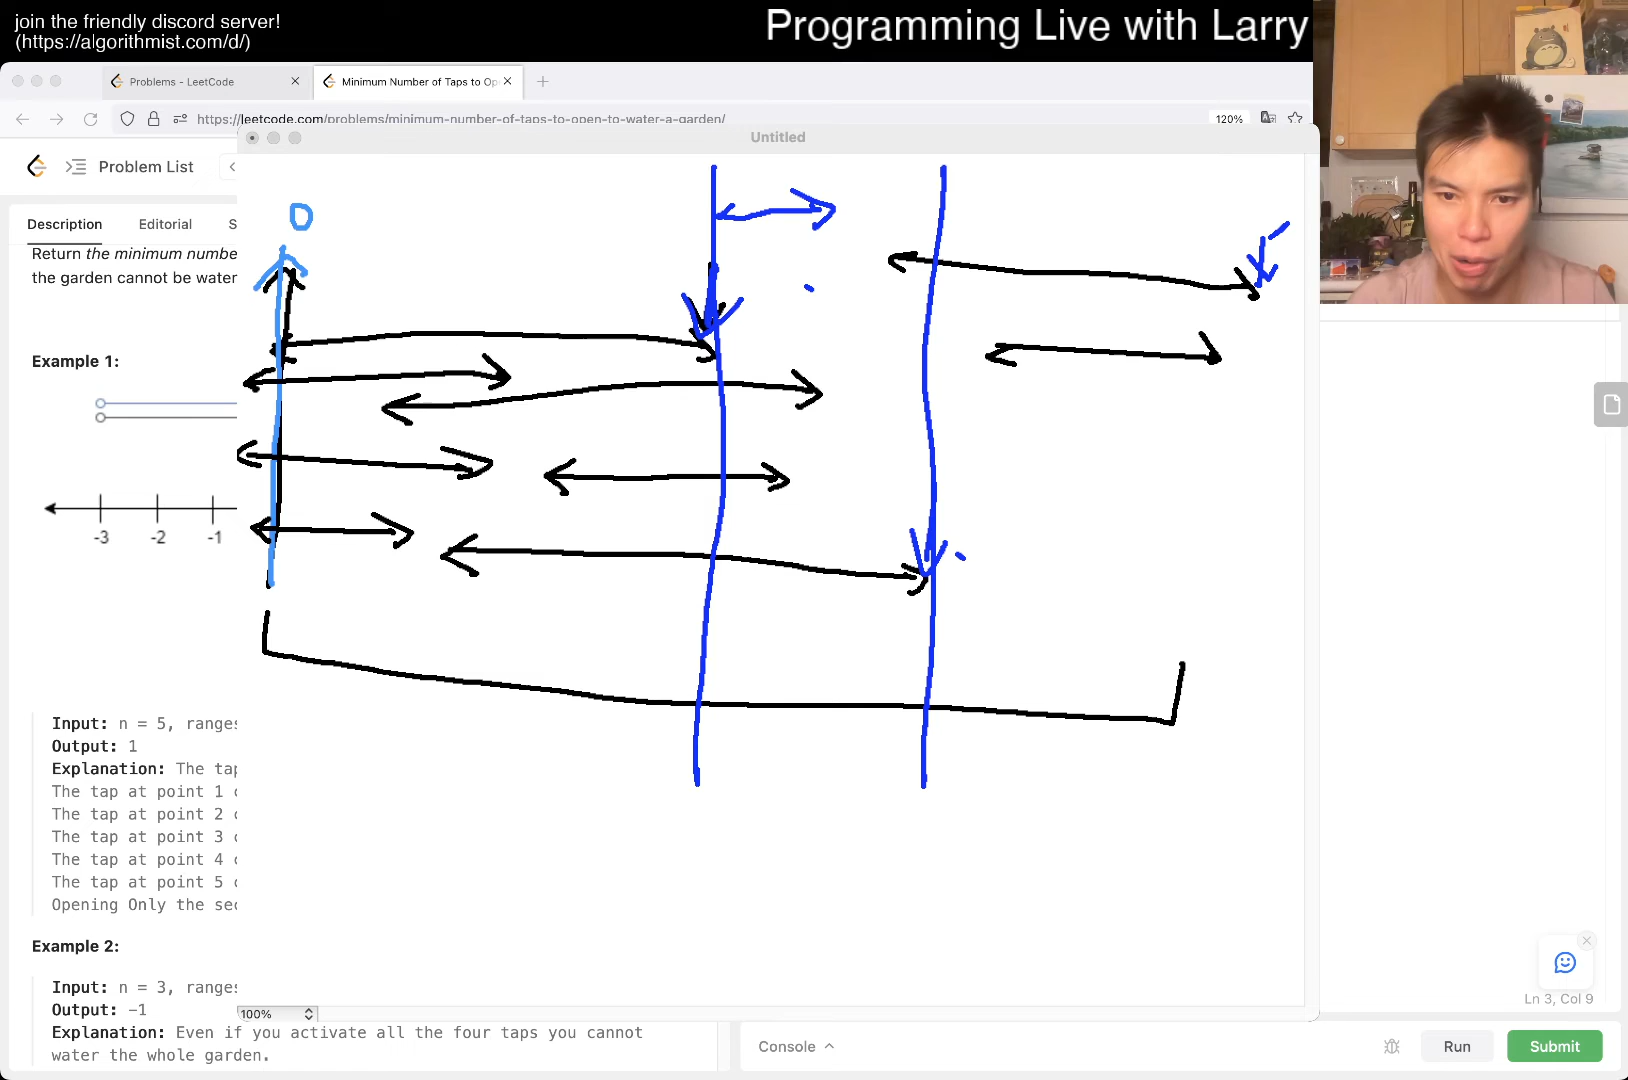 join the friendly discord server!
(https://algorithmist.com/d/)
Programming Live with Larry
Problems - LeetCode
Minimum Number of Taps to Op
https://leetcode.com/problems/minimum-number-of-taps-to-open-to-water-a-garden/
120%
Untitled
Problem List
Description
Editorial
S
Return the minimum numbe
the garden cannot be water
0
Example 1:
-3
-2
-1
Input: n = 5, ranges
Output: 1
Explanation: The tap
The tap at point 1 c
The tap at point 2 c
The tap at point 3 c
The tap at point 4 c
The tap at point 5 c
Opening Only the sec
Example 2:
Input: n = 3, ranges
Output: -1
Explanation: Even if you activate all the four taps you cannot
water the whole garden.
100%
Ln 3, Col 9
Console
Run
Submit